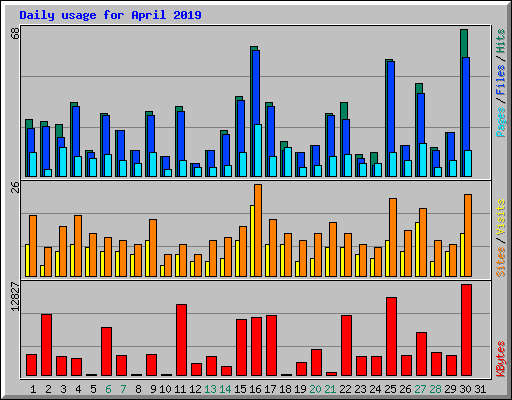 Daily usage for April 2019
68
Pages / Files / Hits
26
Sites / Visits
12827
KBytes
1 2 3 4 5 6 7 8 9 10 11 12 13 14 15 16 17 18 19 20 21 22 23 24 25 26 27 28 29 30 31